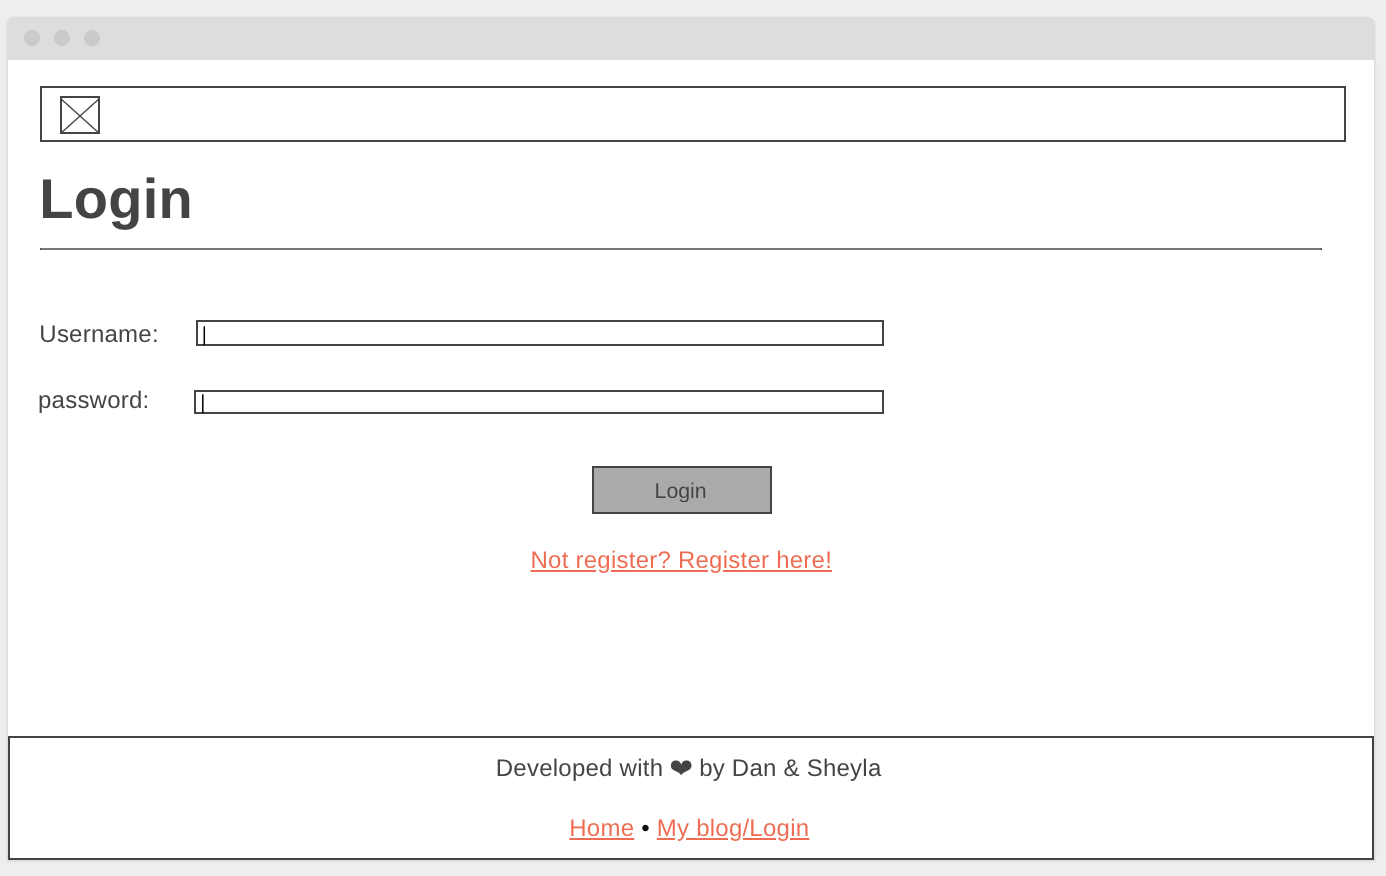 Login
Username:
password:
Login
Not register? Register here!
Developed with ❤ by Dan & Sheyla
Home • My blog/Login